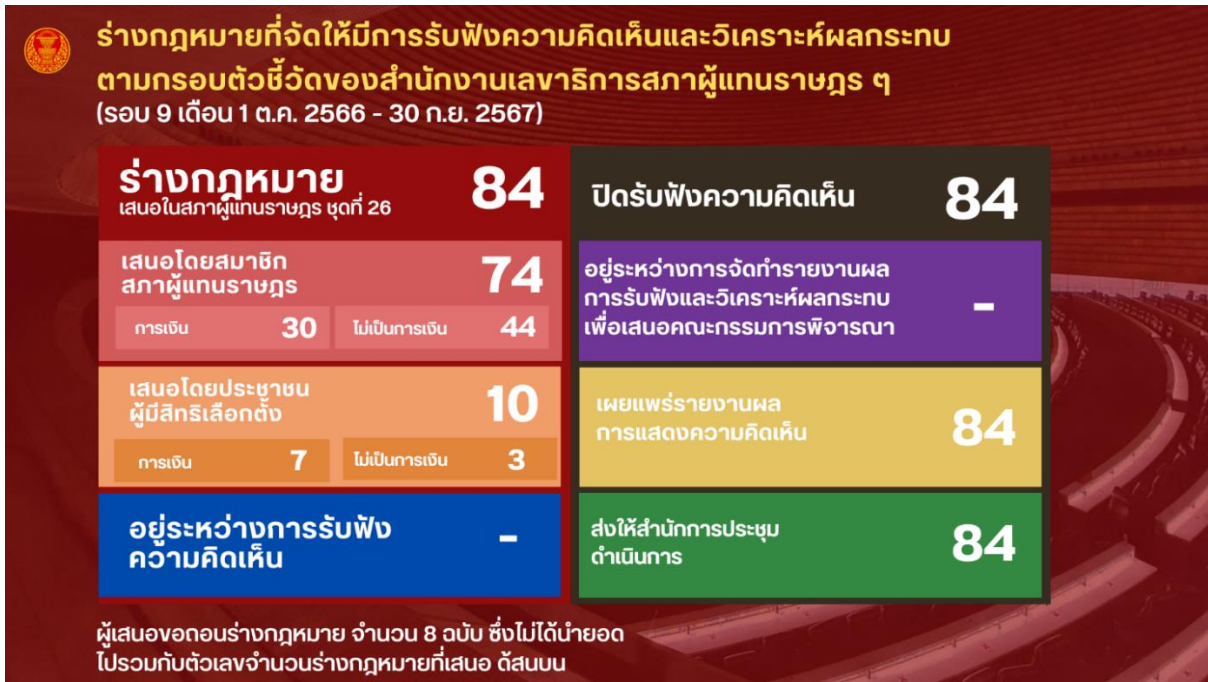 ร่างกฎหมายที่จัดให้มีการรับฟังความคิดเห็นและวิเคราะห์ผลกระทบ
ตามกรอบตัวชี้วัดของสำนักงานเลขาธิการสภาผู้แทนราษฎร ๆ
(รอบ 9 เดือน 1 ต.ค. 2566 - 30 ก.ย. 2567)
ร่างกฎหมาย
เสนอในสภาผู้แทนราษฎร ชุดที่ 26
84
เสนอโดยสมาชิก
สภาผู้แทนราษฎร
74
การเงิน 30 ไม่เป็นการเงิน 44
เสนอโดยประชาชน
ผู้มีสิทธิเลือกตั้ง
10
การเงิน 7 ไม่เป็นการเงิน 3
อยู่ระหว่างการรับฟัง
ความคิดเห็น
-
ปิดรับฟังความคิดเห็น 84
อยู่ระหว่างการจัดทำรายงานผล
การรับฟังและวิเคราะห์ผลกระทบ
เพื่อเสนอคณะกรรมการพิจารณา
-
เผยแพร่รายงานผล
การแสดงความคิดเห็น
84
ส่งให้สำนักการประชุม
ดำเนินการ
84
ผู้เสนอขอถอนร่างกฎหมาย จำนวน 8 ฉบับ ซึ่งไม่ได้นำยอด
ไปรวมกับตัวเลขจำนวนร่างกฎหมายที่เสนอ ด้สนบน